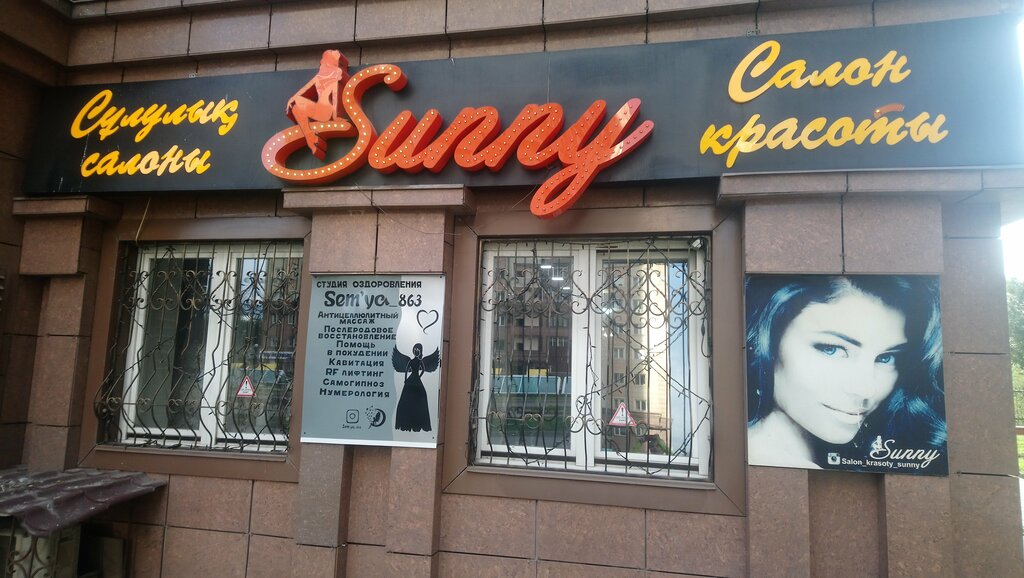 Сұлулық
салоны
Sunny
Салон
красоты
СТУДИЯ ОЗДОРОВЛЕНИЯ
Sem'ya_863
Антицеллюлитный
массаж
Послеродовое
восстановление
Помощь
в похудении
Кавитация
RF лифтинг
Самогипноз
Нумерология
Sunny
Salon_krasoty_sunny